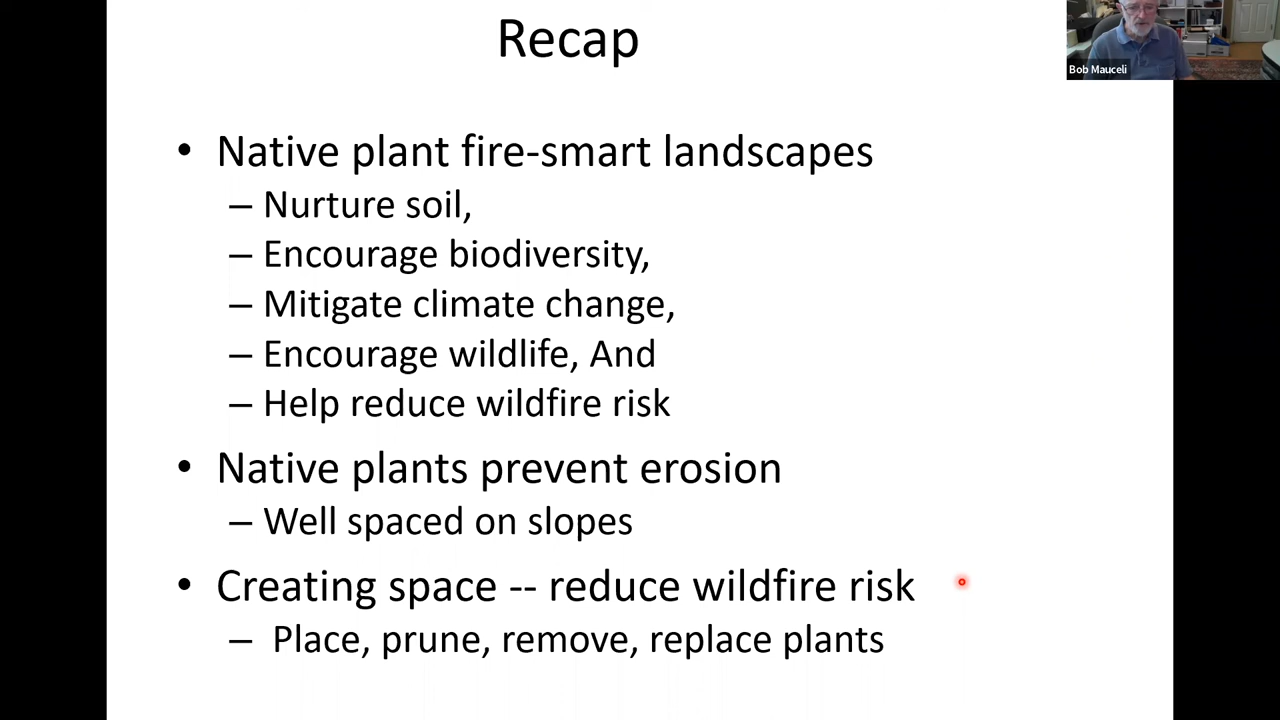 Recap
Bob Mauceli
• Native plant fire-smart landscapes
– Nurture soil,
– Encourage biodiversity,
– Mitigate climate change,
– Encourage wildlife, And
– Help reduce wildfire risk
• Native plants prevent erosion
– Well spaced on slopes
• Creating space -- reduce wildfire risk
– Place, prune, remove, replace plants